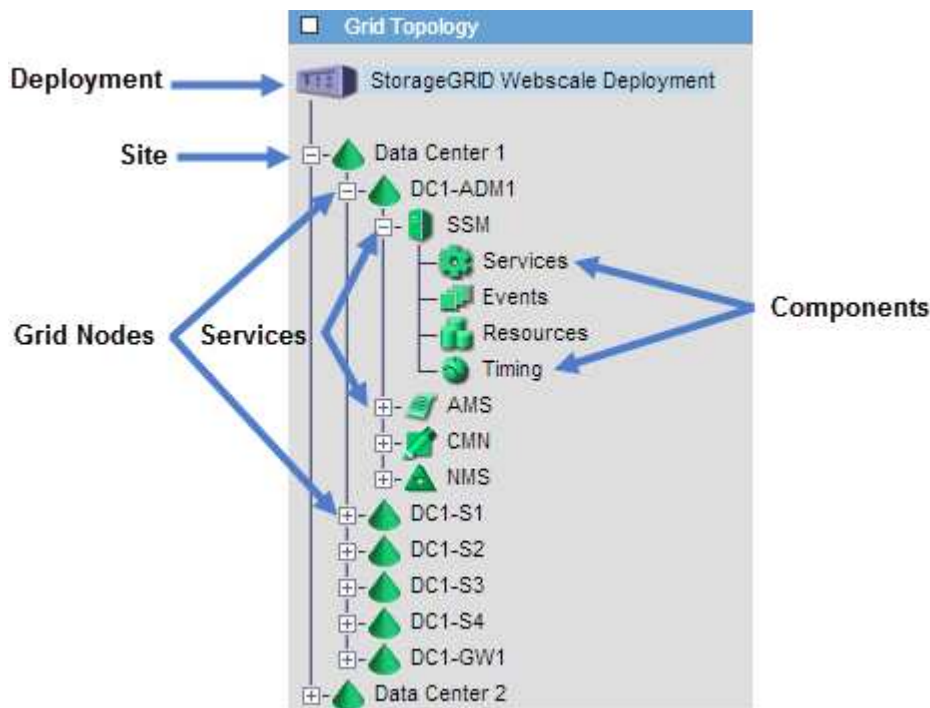 Grid Topology
Deployment
StorageGRID Webscale Deployment
Site
Data Center 1
DC1-ADM1
SSM
Services
Events
Components
Grid Nodes
Services
Resources
Timing
AMS
CMN
NMS
DC1-S1
DC1-S2
DC1-S3
DC1-S4
DC1-GW1
Data Center 2